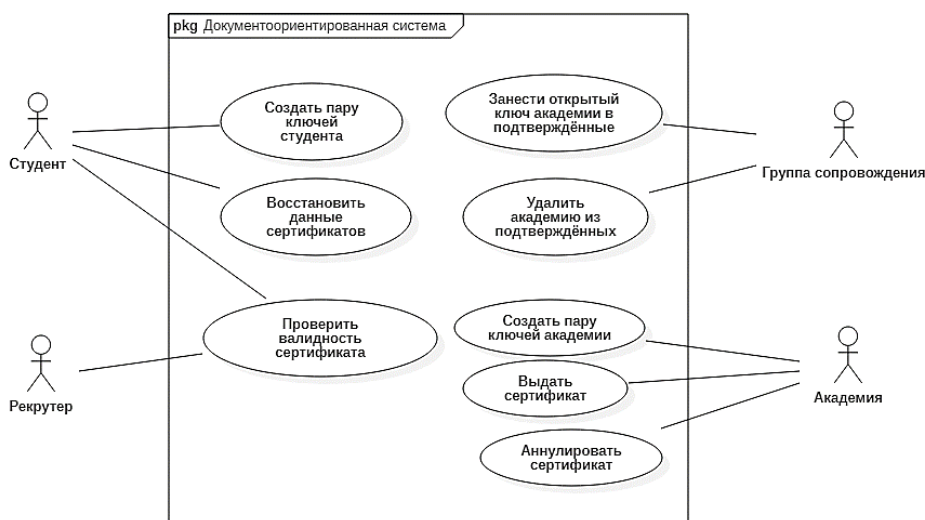 pkg Документоориентированная система
Создать пару
ключей
студента
Занести открытый
ключ академии в
подтверждённые
Студент
Группа сопровождения
Восстановить
данные
сертификатов
Удалить
академию из
подтверждённых
Проверить
валидность
сертификата
Создать пару
ключей академии
Рекрутер
Выдать
сертификат
Академия
Аннулировать
сертификат